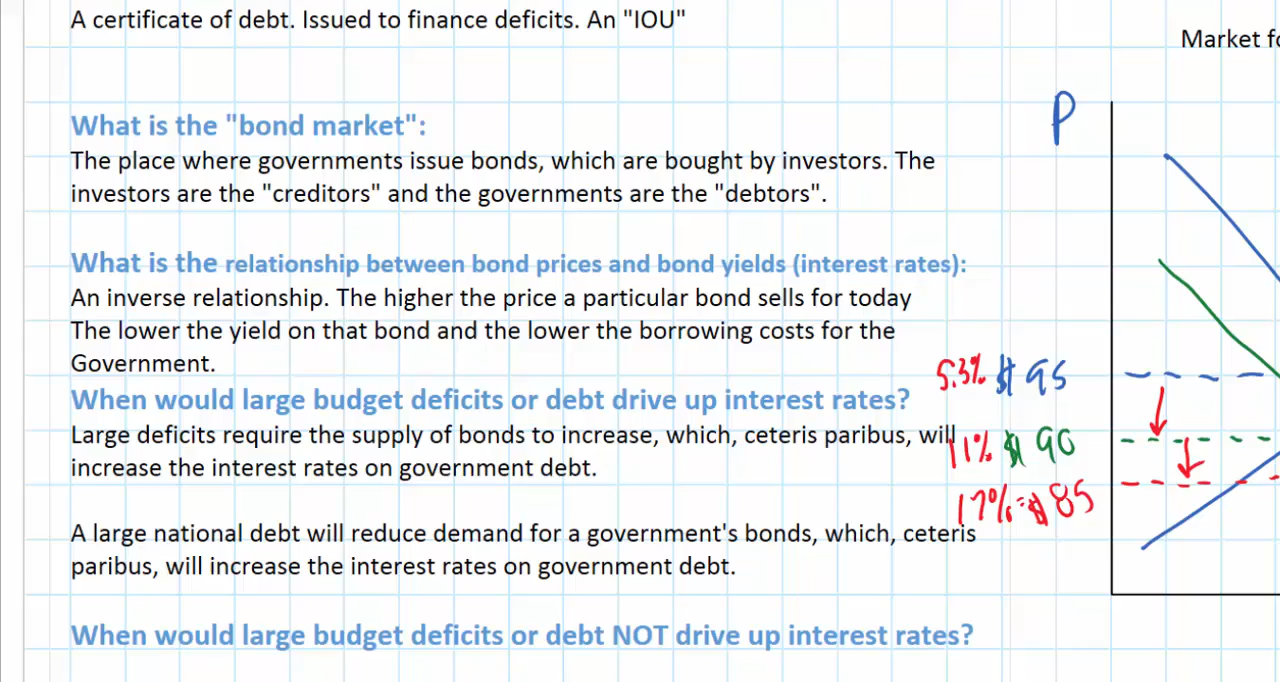 A certificate of debt. Issued to finance deficits. An "IOU"
Market fo
P
What is the "bond market":
The place where governments issue bonds, which are bought by investors. The
investors are the "creditors" and the governments are the "debtors".
What is the relationship between bond prices and bond yields (interest rates):
An inverse relationship. The higher the price a particular bond sells for today
The lower the yield on that bond and the lower the borrowing costs for the
Government.
5.3% $95
When would large budget deficits or debt drive up interest rates?
Large deficits require the supply of bonds to increase, which, ceteris paribus, will
11% $90
increase the interest rates on government debt.
17%=$85
A large national debt will reduce demand for a government's bonds, which, ceteris
paribus, will increase the interest rates on government debt.
When would large budget deficits or debt NOT drive up interest rates?